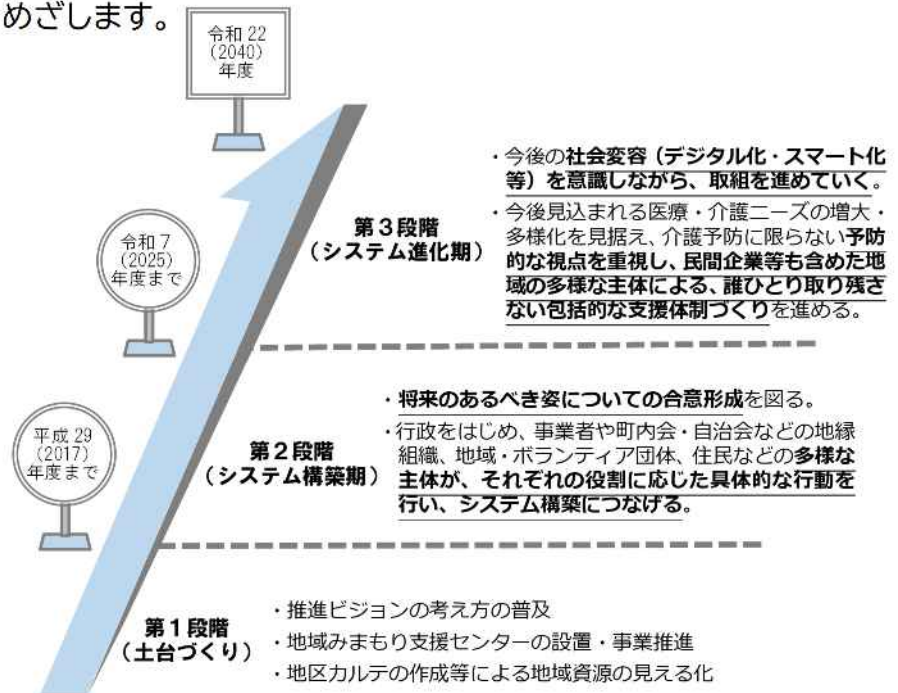 めざします。
令和 22
（2040）
年度
・今後の社会変容（デジタル化・スマート化
等）を意識しながら、取組を進めていく。
・今後見込まれる医療・介護ニーズの増大・
多様化を見据え、介護予防に限らない予防
的な視点を重視し、民間企業等も含めた地
域の多様な主体による、誰ひとり取り残さ
ない包括的な支援体制づくりを進める。
第３段階
（システム進化期）
令和 7
（2025）
年度まで
・将来のあるべき姿についての合意形成を図る。
・行政をはじめ、事業者や町内会・自治会などの地縁
組織、地域・ボランティア団体、住民などの多様な
主体が、それぞれの役割に応じた具体的な行動を
行い、システム構築につなげる。
第２段階
（システム構築期）
平成 29
（2017）
年度まで
第１段階
（土台づくり）
・推進ビジョンの考え方の普及
・地域みまもり支援センターの設置・事業推進
・地区カルテの作成等による地域資源の見える化